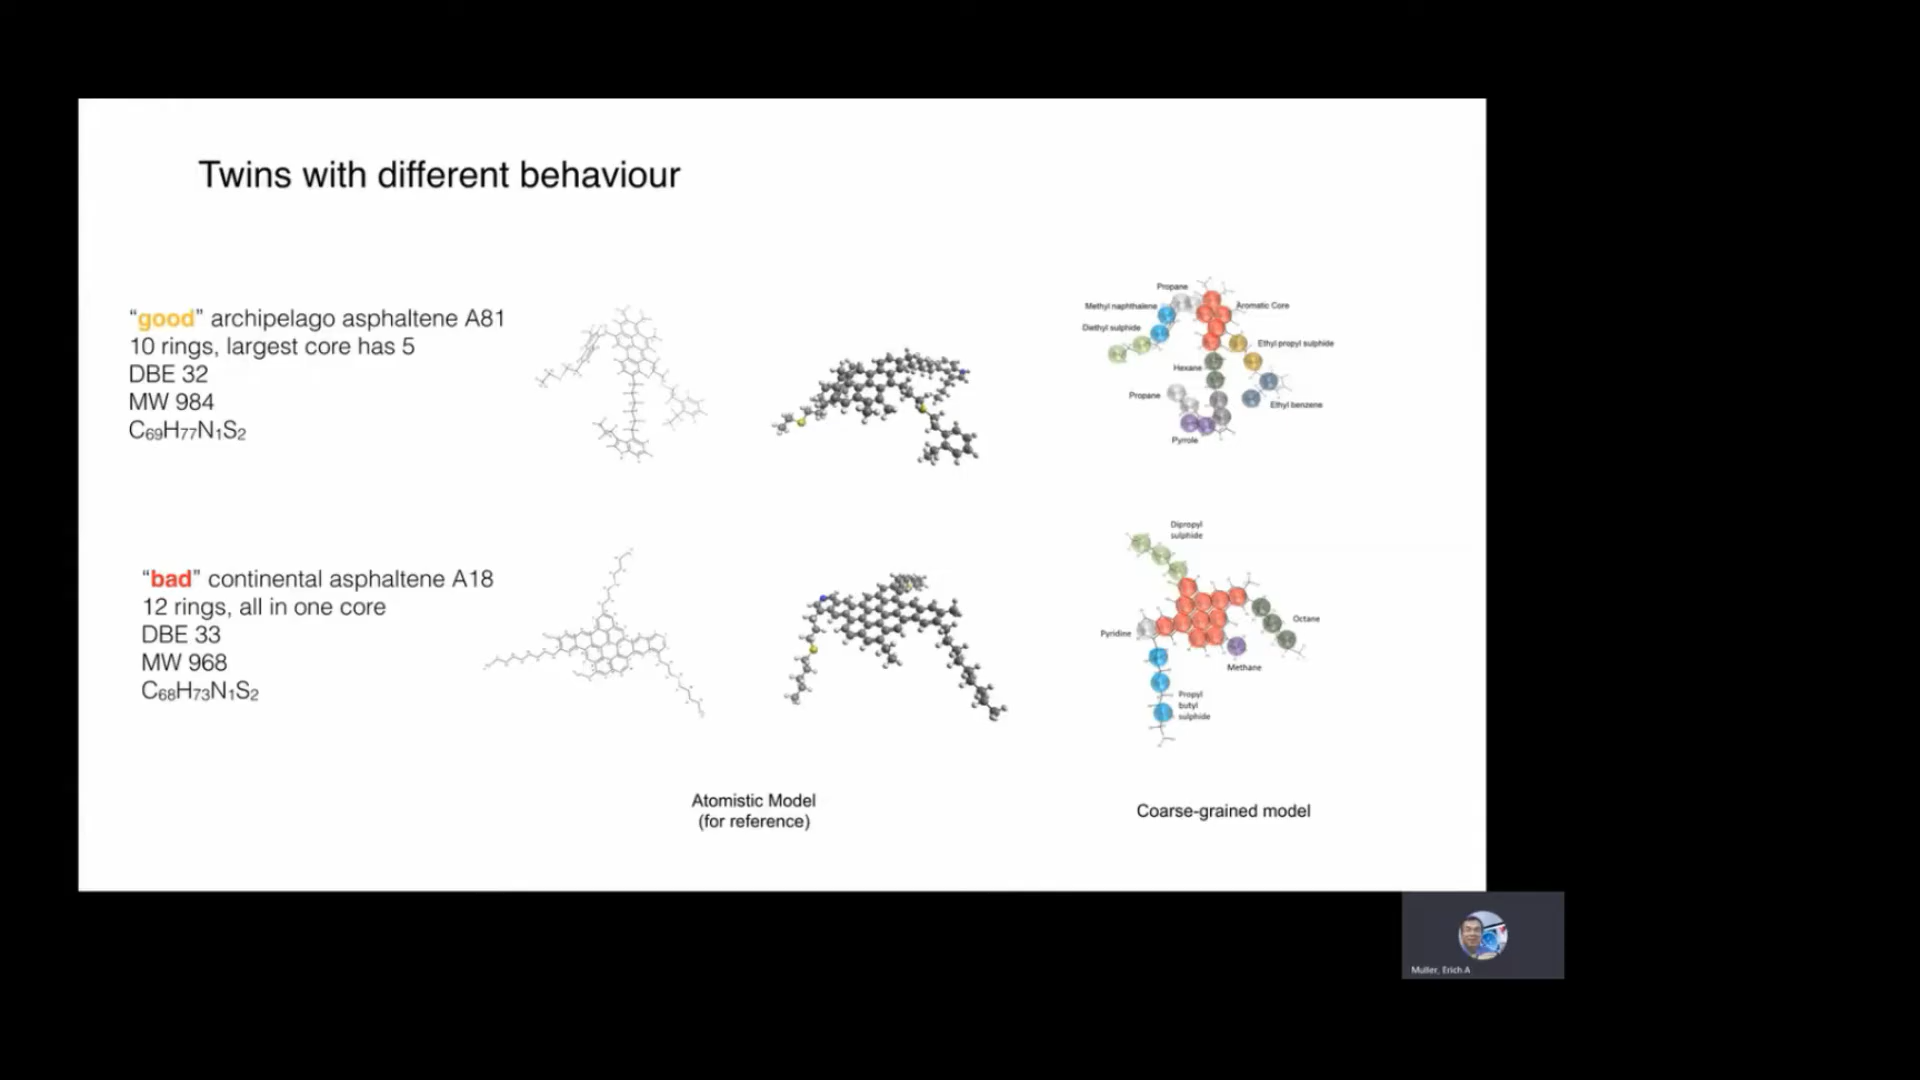 Twins with different behaviour
“good” archipelago asphaltene A81
10 rings, largest core has 5
DBE 32
MW 984
C₆₉H₇₇N₁S₂
Propane
Methyl naphthalene
Aromatic Core
Diethyl sulphide
Ethyl propyl sulphide
Hexane
Propane
Ethyl benzene
Pyrrole
“bad” continental asphaltene A18
12 rings, all in one core
DBE 33
MW 968
C₆₈H₇₃N₁S₂
Dipropyl
sulphide
Octane
Pyridine
Methane
Propyl
butyl
sulphide
Atomistic Model
(for reference)
Coarse-grained model
Muller, Erich A